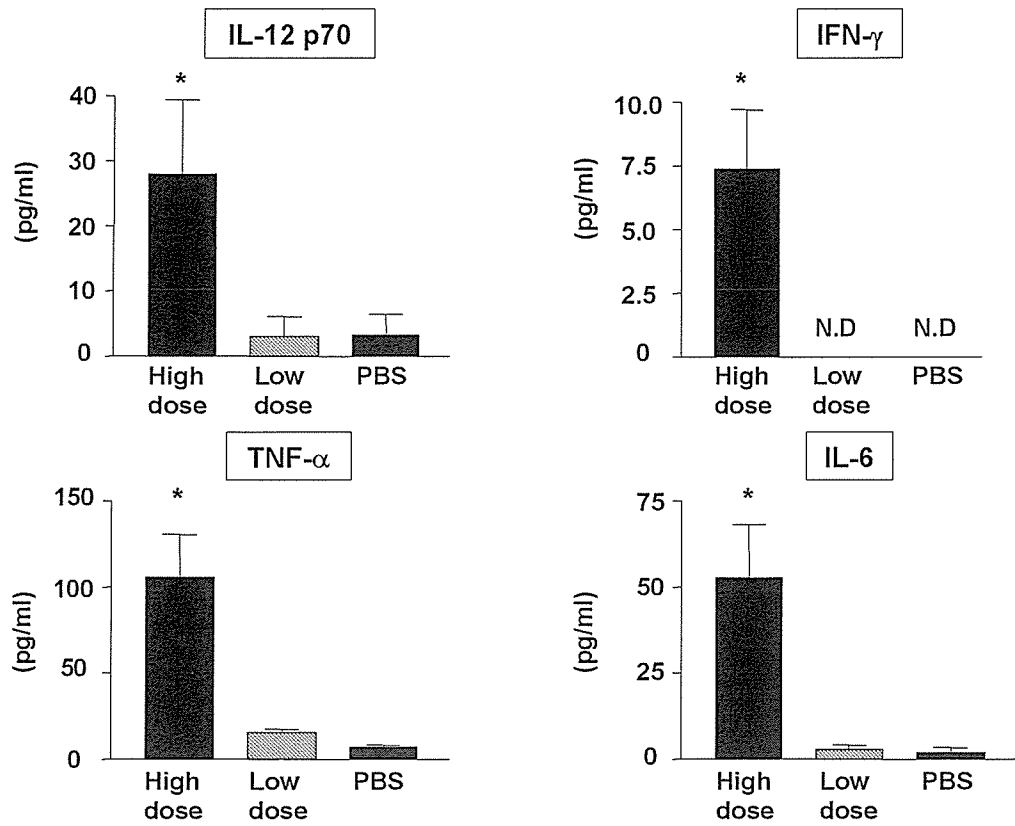 IL-12 p70
*
40
30
20
10
0
(pg/ml)
High dose
Low dose
PBS
IFN-γ
*
10.0
7.5
5.0
2.5
0
(pg/ml)
N.D
N.D
High dose
Low dose
PBS
TNF-α
*
150
100
50
0
(pg/ml)
High dose
Low dose
PBS
IL-6
*
75
50
25
0
(pg/ml)
High dose
Low dose
PBS